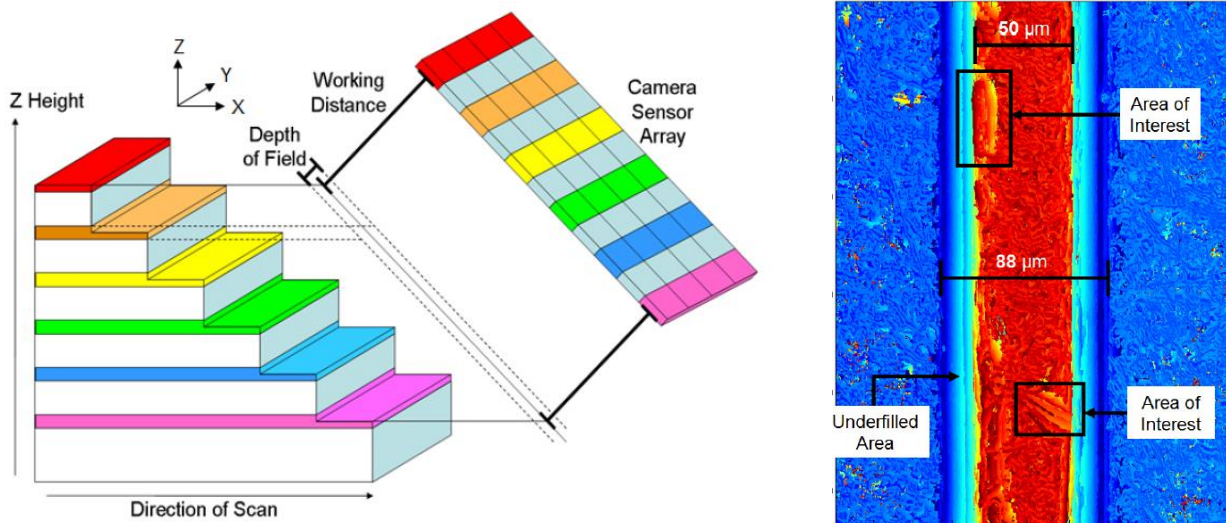 Z
Y
X
Z Height
Working
Distance
Depth
of Field
Camera
Sensor
Array
Direction of Scan
50 µm
Area of
Interest
88 µm
Underfilled
Area
Area of
Interest